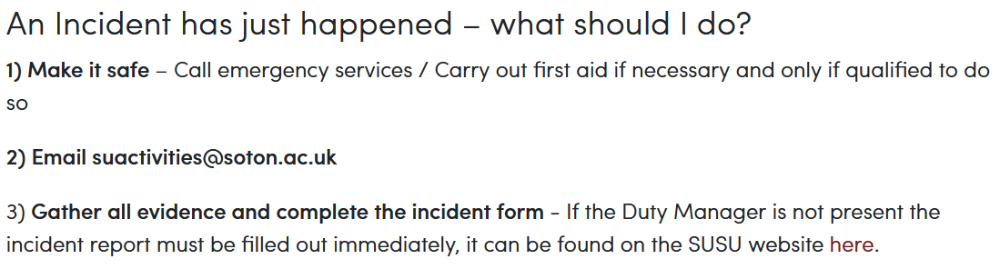 An Incident has just happened – what should I do?
1) Make it safe – Call emergency services / Carry out first aid if necessary and only if qualified to do
so
2) Email suactivities@soton.ac.uk
3) Gather all evidence and complete the incident form - If the Duty Manager is not present the
incident report must be filled out immediately, it can be found on the SUSU website here.